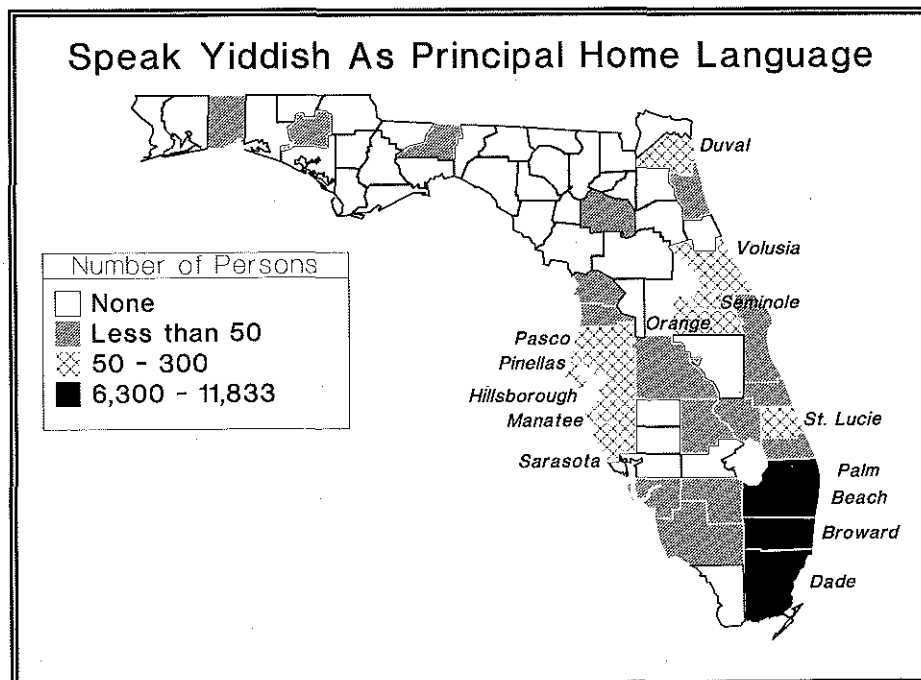 Speak Yiddish As Principal Home Language
Duval
Volusia
Number of Persons
None
Less than 50
50 - 300
6,300 - 11,833
Seminole
Orange
Pasco
Pinellas
Hillsborough
Manatee
St. Lucie
Sarasota
Palm
Beach
Broward
Dade